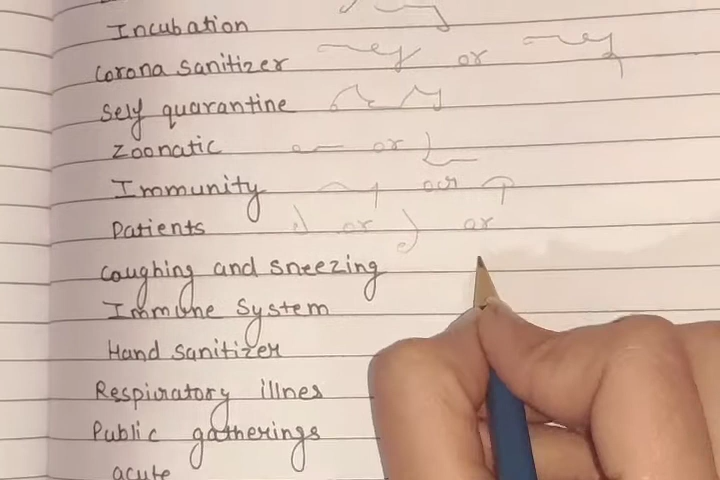 Incubation
Corona sanitizer or
Self quarantine
Zoonatic or
Immunity or
Patients or or
Coughing and sneezing
Immune System
Hand sanitizer
Respiratory illnes
Public gatherings
acute